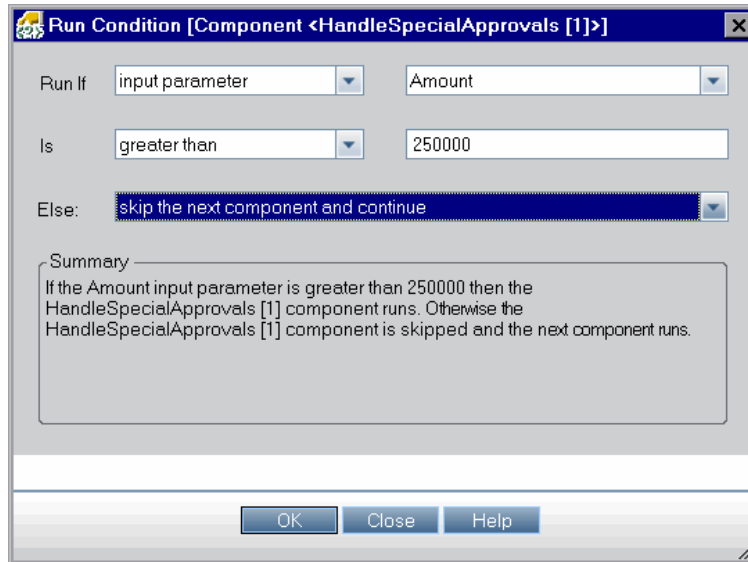 Run Condition [Component <HandleSpecialApprovals [1]>]
Run If input parameter Amount
Is greater than 250000
Else: skip the next component and continue
Summary
If the Amount input parameter is greater than 250000 then the
HandleSpecialApprovals [1] component runs. Otherwise the
HandleSpecialApprovals [1] component is skipped and the next component runs.
OK Close Help